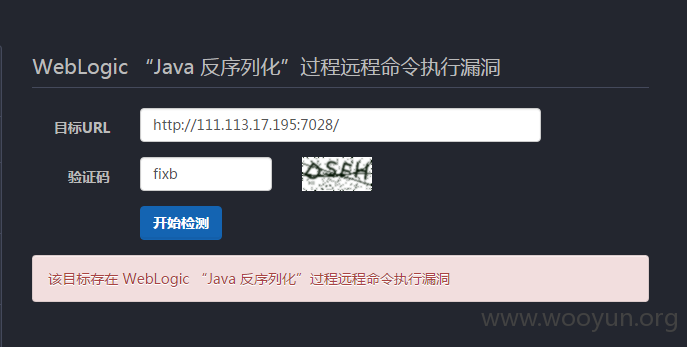 WebLogic “Java 反序列化”过程远程命令执行漏洞
目标URL http://111.113.17.195:7028/
验证码 fixb OSEH
开始检测
该目标存在 WebLogic “Java 反序列化”过程远程命令执行漏洞
www.wooyun.org